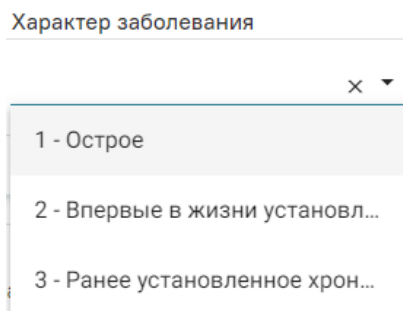 Характер заболевания
1 - Острое
2 - Впервые в жизни установл...
3 - Ранее установленное хрон...